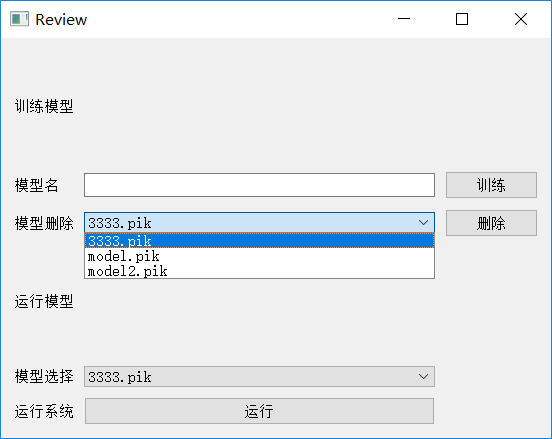 Review
训练模型
模型名 训练
模型删除 3333.pik 删除
3333.pik
model.pik
model2.pik
运行模型
模型选择 3333.pik
运行系统 运行